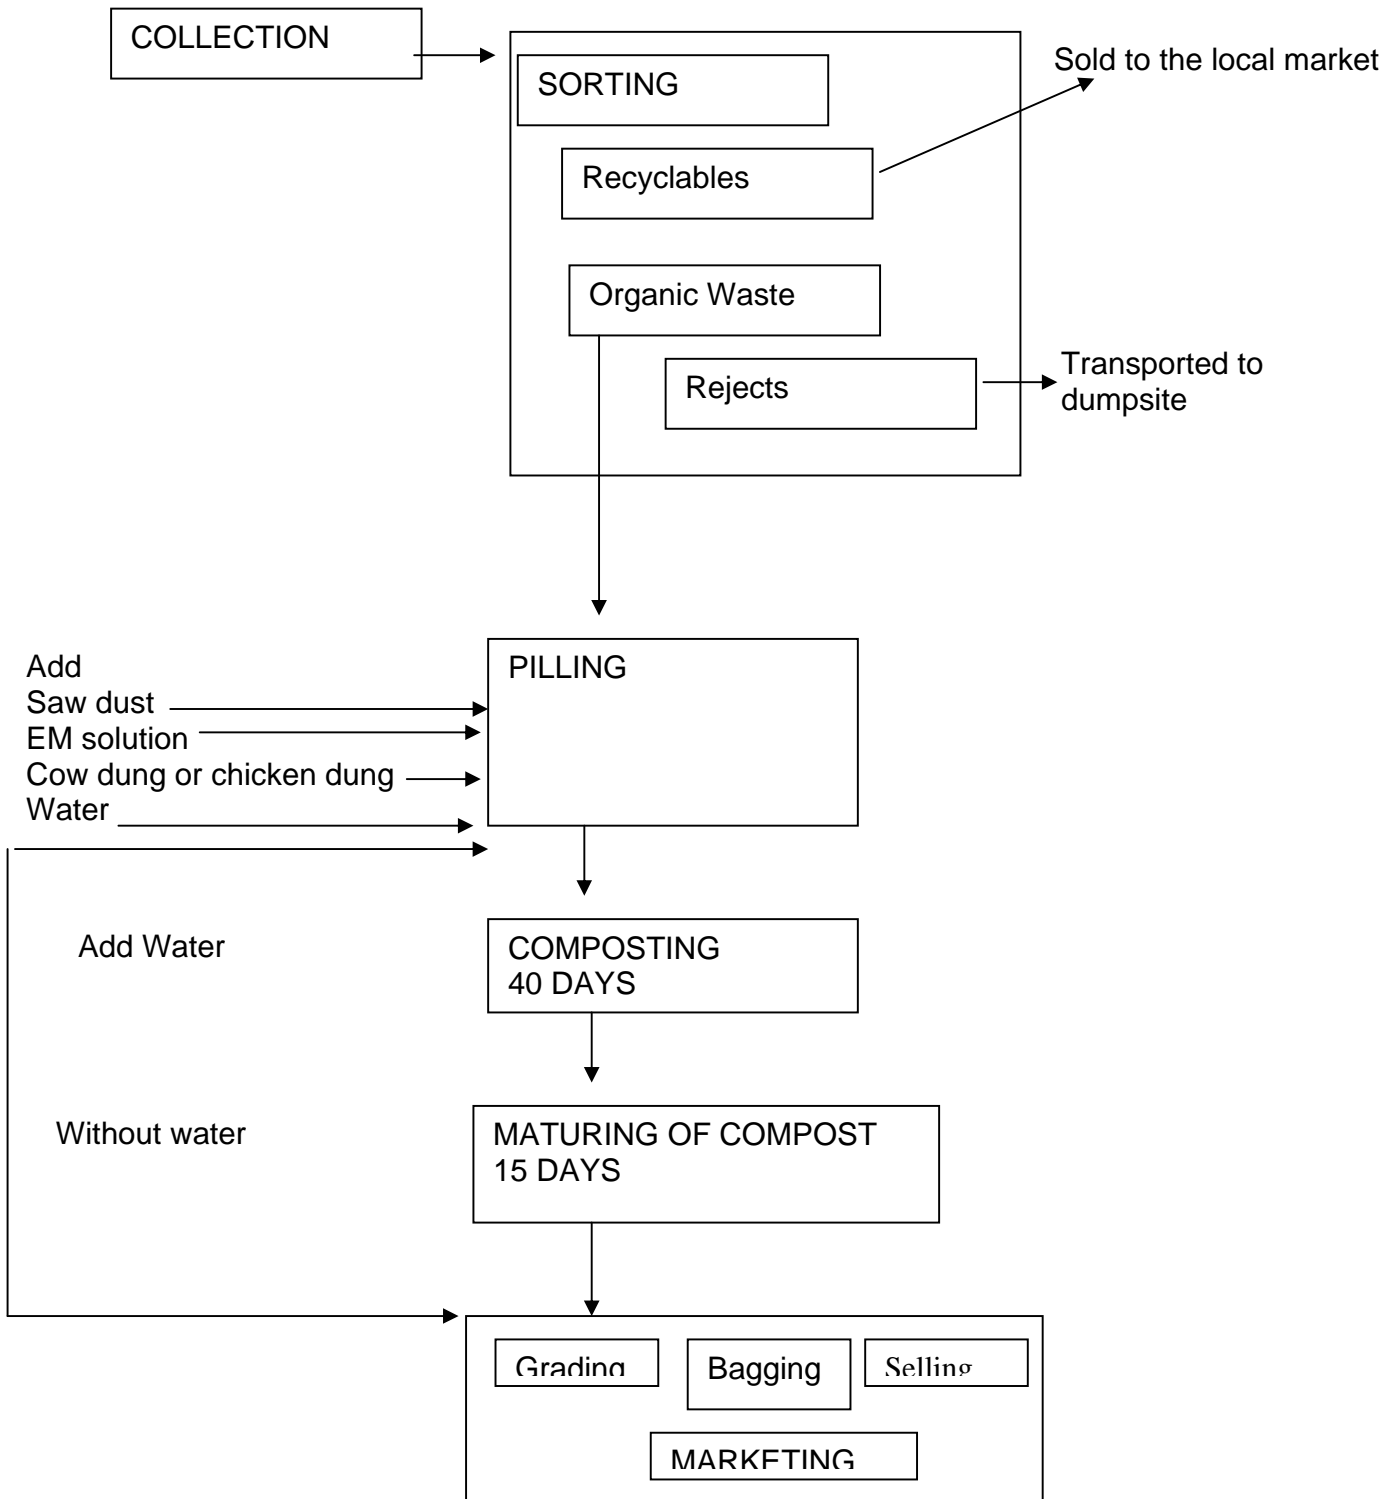 COLLECTION
Sold to the local market
SORTING
Recyclables
Organic Waste
Transported to
dumpsite
Rejects
PILLING
Add
Saw dust
EM solution
Cow dung or chicken dung
Water
Add Water
COMPOSTING
40 DAYS
Without water
MATURING OF COMPOST
15 DAYS
Grading
Bagging
Selling
MARKETING